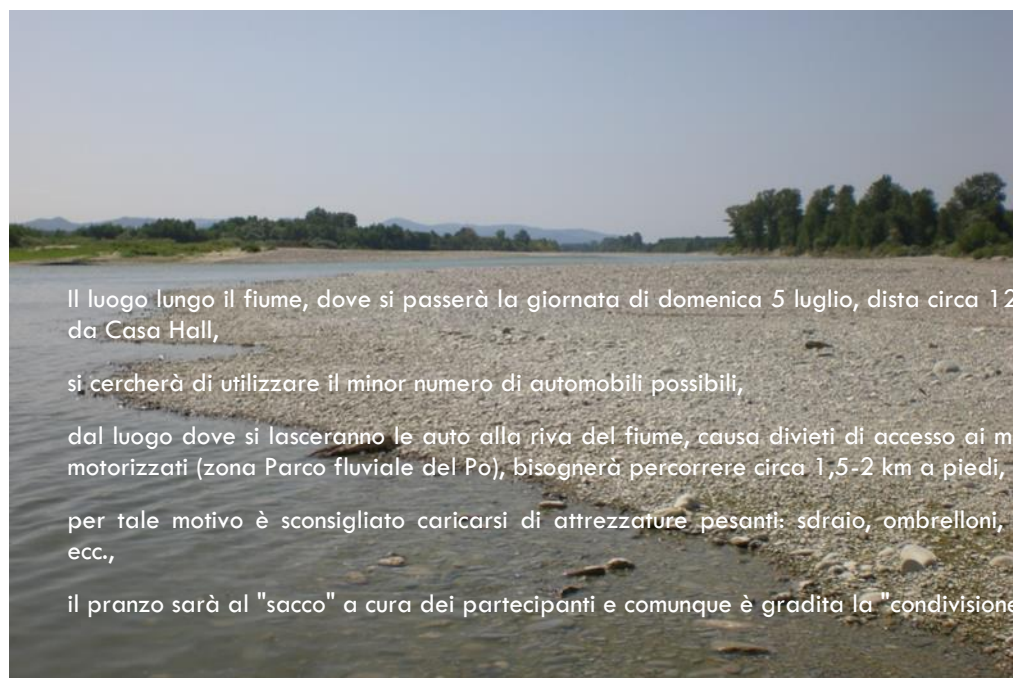 Il luogo lungo il fiume, dove si passerà la giornata di domenica 5 luglio, dista circa 12
da Casa Hall,
si cercherà di utilizzare il minor numero di automobili possibili,
dal luogo dove si lasceranno le auto alla riva del fiume, causa divieti di accesso ai m
motorizzati (zona Parco fluviale del Po), bisognerà percorrere circa 1,5-2 km a piedi,
per tale motivo è sconsigliato caricarsi di attrezzature pesanti: sdraio, ombrelloni,
ecc.,
il pranzo sarà al "sacco" a cura dei partecipanti e comunque è gradita la "condivisione